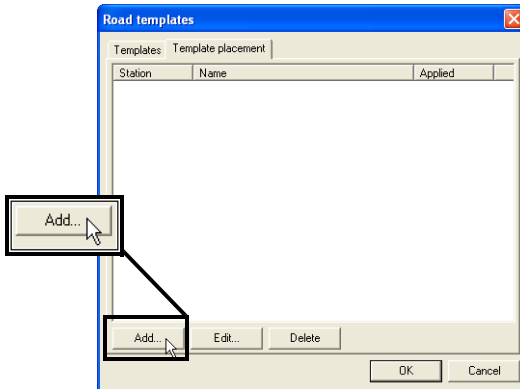 Road templates
Templates Template placement
Station Name Applied
Add...
Add... Edit... Delete
OK Cancel